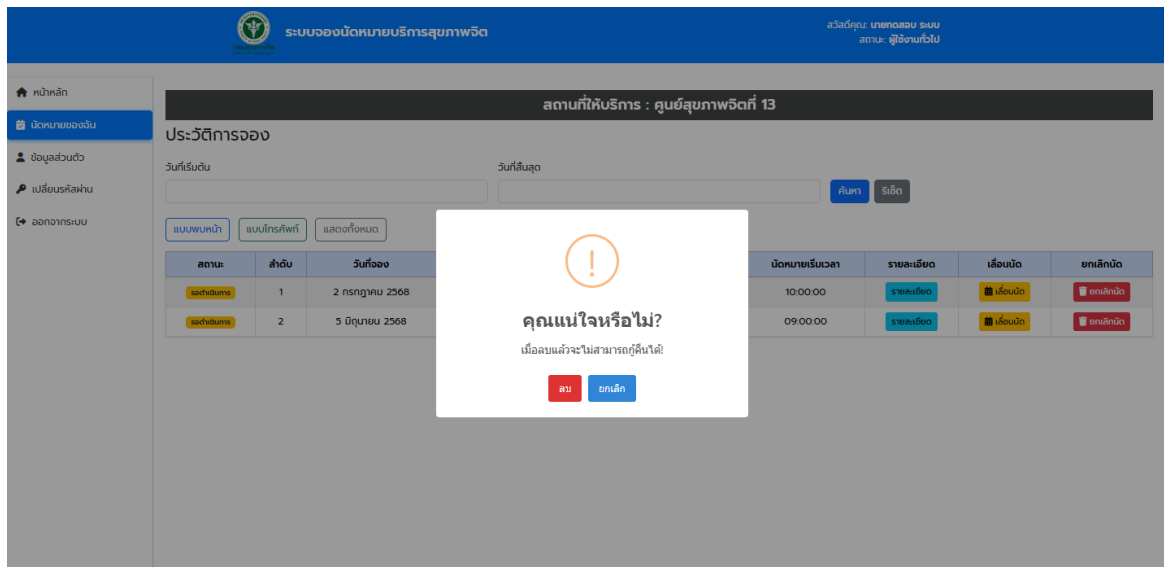 ระบบจองนัดหมายบริการสุขภาพจิต
สวัสดีคุณ: นายทดสอบ ระบบ
สถานะ: ผู้ใช้งานทั่วไป
หน้าหลัก
นัดหมายของฉัน
ข้อมูลส่วนตัว
เปลี่ยนรหัสผ่าน
ออกจากระบบ
สถานที่ให้บริการ : ศูนย์สุขภาพจิตที่ 13
ประวัติการจอง
วันที่เริ่มต้น วันที่สิ้นสุด
ค้นหา รีเซ็ต
แบบพบหน้า แบบโทรศัพท์ แสดงทั้งหมด
สถานะ ลำดับ วันที่จอง นัดหมายเริ่มเวลา รายละเอียด เลื่อนนัด ยกเลิกนัด
รอดำเนินการ 1 2 กรกฎาคม 2568 10:00:00 รายละเอียด เลื่อนนัด ยกเลิกนัด
รอดำเนินการ 2 5 มิถุนายน 2568 09:00:00 รายละเอียด เลื่อนนัด ยกเลิกนัด
!
คุณแน่ใจหรือไม่?
เมื่อลบแล้วจะไม่สามารถกู้คืนได้!
ลบ ยกเลิก